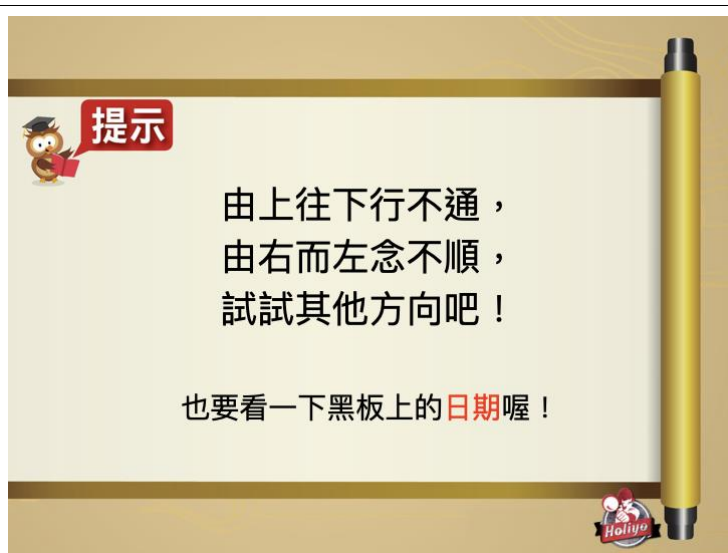 提示
由上往下行不通，
由右而左念不順，
試試其他方向吧！
也要看一下黑板上的日期喔！
Holiyo